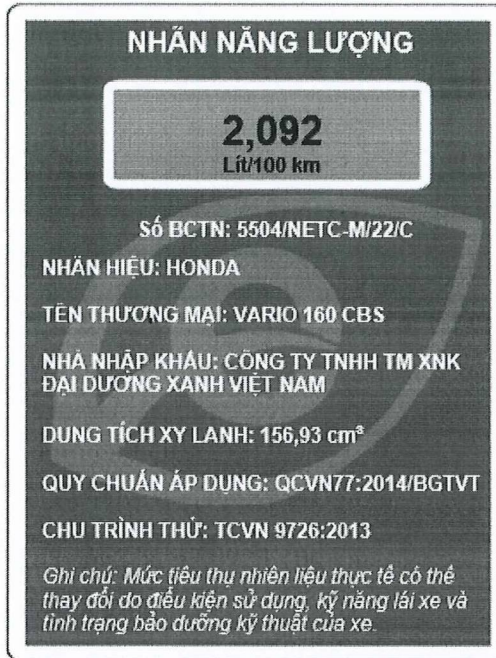 NHÃN NĂNG LƯỢNG
2,092
Lít/100 km
Số BCTN: 5504/NETC-M/22/C
NHÃN HIỆU: HONDA
TÊN THƯƠNG MẠI: VARIO 160 CBS
NHÀ NHẬP KHẨU: CÔNG TY TNHH TM XNK
ĐẠI DƯƠNG XANH VIỆT NAM
DUNG TÍCH XY LANH: 156,93 cm³
QUY CHUẨN ÁP DỤNG: QCVN77:2014/BGTVT
CHU TRÌNH THỬ: TCVN 9726:2013
Ghi chú: Mức tiêu thụ nhiên liệu thực tế có thể
thay đổi do điều kiện sử dụng, kỹ năng lái xe và
tình trạng bảo dưỡng kỹ thuật của xe.